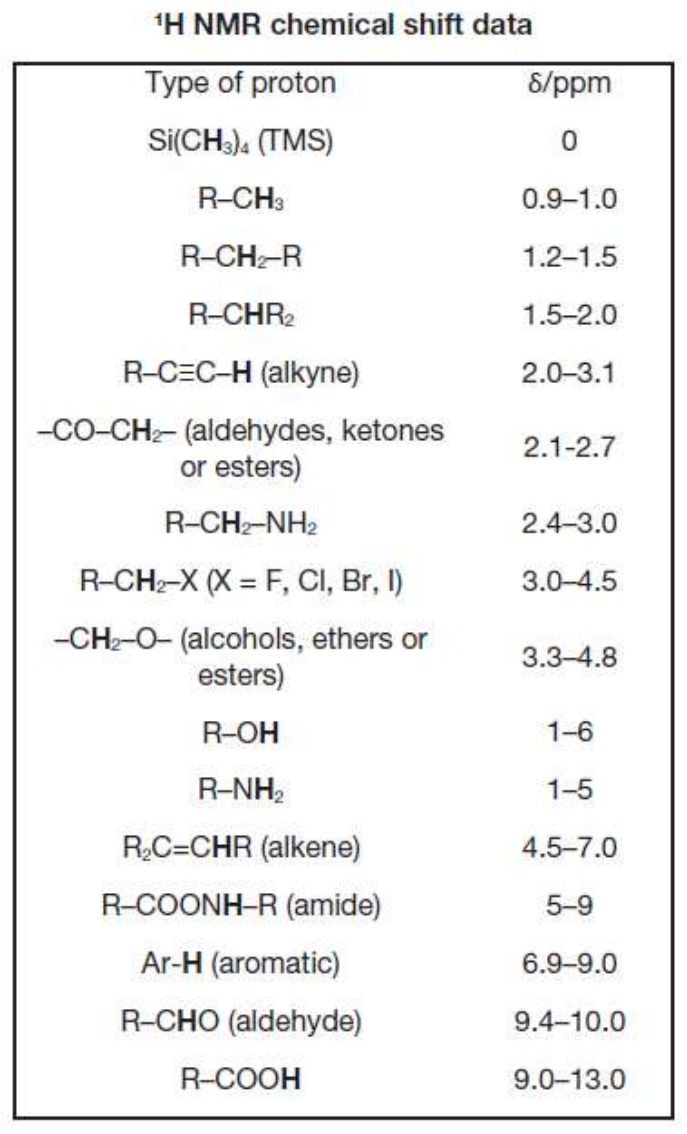 ¹H NMR chemical shift data
Type of proton δ/ppm
Si(CH₃)₄ (TMS) 0
R–CH₃ 0.9–1.0
R–CH₂–R 1.2–1.5
R–CHR₂ 1.5–2.0
R–C≡C–H (alkyne) 2.0–3.1
–CO–CH₂– (aldehydes, ketones
or esters) 2.1-2.7
R–CH₂–NH₂ 2.4–3.0
R–CH₂–X (X = F, Cl, Br, I) 3.0–4.5
–CH₂–O– (alcohols, ethers or
esters) 3.3–4.8
R–OH 1–6
R–NH₂ 1–5
R₂C=CHR (alkene) 4.5–7.0
R–COONH–R (amide) 5–9
Ar-H (aromatic) 6.9–9.0
R–CHO (aldehyde) 9.4–10.0
R–COOH 9.0–13.0